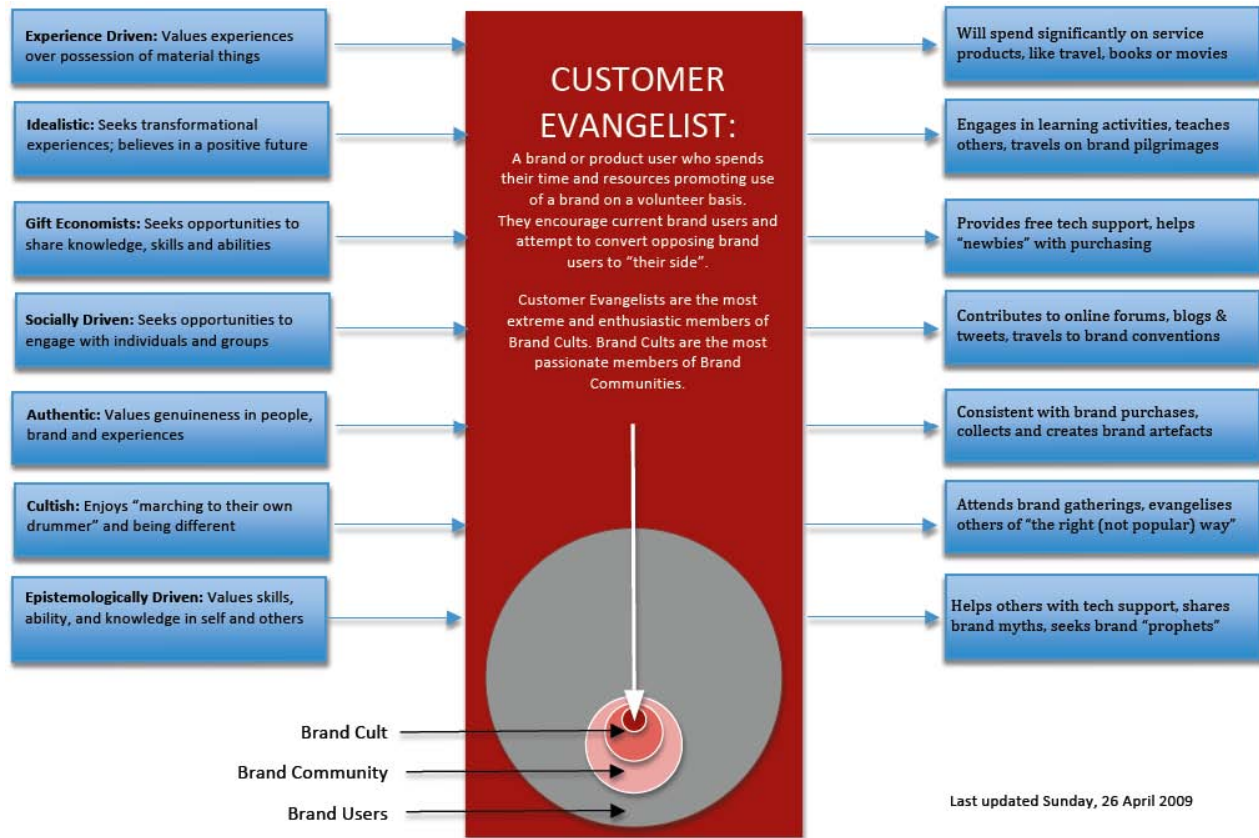 Experience Driven: Values experiences
over possession of material things
Idealistic: Seeks transformational
experiences; believes in a positive future
Gift Economists: Seeks opportunities to
share knowledge, skills and abilities
Socially Driven: Seeks opportunities to
engage with individuals and groups
Authentic: Values genuineness in people,
brand and experiences
Cultish: Enjoys “marching to their own
drummer” and being different
Epistemologically Driven: Values skills,
ability, and knowledge in self and others
CUSTOMER
EVANGELIST:
A brand or product user who spends
their time and resources promoting use
of a brand on a volunteer basis.
They encourage current brand users and
attempt to convert opposing brand
users to “their side”.
Customer Evangelists are the most
extreme and enthusiastic members of
Brand Cults. Brand Cults are the most
passionate members of Brand
Communities.
Brand Cult
Brand Community
Brand Users
Will spend significantly on service
products, like travel, books or movies
Engages in learning activities, teaches
others, travels on brand pilgrimages
Provides free tech support, helps
“newbies” with purchasing
Contributes to online forums, blogs &
tweets, travels to brand conventions
Consistent with brand purchases,
collects and creates brand artefacts
Attends brand gatherings, evangelises
others of “the right (not popular) way”
Helps others with tech support, shares
brand myths, seeks brand “prophets”
Last updated Sunday, 26 April 2009